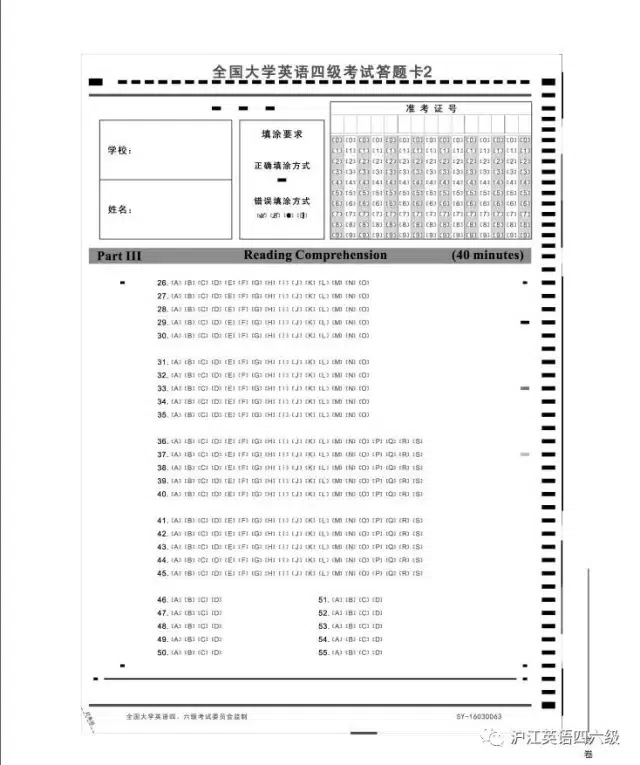 全国大学英语四级考试答题卡2
准考证号
学校：
姓名：
填涂要求
正确填涂方式
错误填涂方式
[0] [0] [0] [0] [0] [0] [0] [0] [0] [0] [0] [0] [0] [0] [0]
[1] [1] [1] [1] [1] [1] [1] [1] [1] [1] [1] [1] [1] [1] [1]
[2] [2] [2] [2] [2] [2] [2] [2] [2] [2] [2] [2] [2] [2] [2]
[3] [3] [3] [3] [3] [3] [3] [3] [3] [3] [3] [3] [3] [3] [3]
[4] [4] [4] [4] [4] [4] [4] [4] [4] [4] [4] [4] [4] [4] [4]
[5] [5] [5] [5] [5] [5] [5] [5] [5] [5] [5] [5] [5] [5] [5]
[6] [6] [6] [6] [6] [6] [6] [6] [6] [6] [6] [6] [6] [6] [6]
[7] [7] [7] [7] [7] [7] [7] [7] [7] [7] [7] [7] [7] [7] [7]
[8] [8] [8] [8] [8] [8] [8] [8] [8] [8] [8] [8] [8] [8] [8]
[9] [9] [9] [9] [9] [9] [9] [9] [9] [9] [9] [9] [9] [9] [9]
Part III Reading Comprehension (40 minutes)
26. [A] [B] [C] [D] [E] [F] [G] [H] [I] [J] [K] [L] [M] [N] [O]
27. [A] [B] [C] [D] [E] [F] [G] [H] [I] [J] [K] [L] [M] [N] [O]
28. [A] [B] [C] [D] [E] [F] [G] [H] [I] [J] [K] [L] [M] [N] [O]
29. [A] [B] [C] [D] [E] [F] [G] [H] [I] [J] [K] [L] [M] [N] [O]
30. [A] [B] [C] [D] [E] [F] [G] [H] [I] [J] [K] [L] [M] [N] [O]
31. [A] [B] [C] [D] [E] [F] [G] [H] [I] [J] [K] [L] [M] [N] [O]
32. [A] [B] [C] [D] [E] [F] [G] [H] [I] [J] [K] [L] [M] [N] [O]
33. [A] [B] [C] [D] [E] [F] [G] [H] [I] [J] [K] [L] [M] [N] [O]
34. [A] [B] [C] [D] [E] [F] [G] [H] [I] [J] [K] [L] [M] [N] [O]
35. [A] [B] [C] [D] [E] [F] [G] [H] [I] [J] [K] [L] [M] [N] [O]
36. [A] [B] [C] [D] [E] [F] [G] [H] [I] [J] [K] [L] [M] [N] [O] [P] [Q] [R] [S]
37. [A] [B] [C] [D] [E] [F] [G] [H] [I] [J] [K] [L] [M] [N] [O] [P] [Q] [R] [S]
38. [A] [B] [C] [D] [E] [F] [G] [H] [I] [J] [K] [L] [M] [N] [O] [P] [Q] [R] [S]
39. [A] [B] [C] [D] [E] [F] [G] [H] [I] [J] [K] [L] [M] [N] [O] [P] [Q] [R] [S]
40. [A] [B] [C] [D] [E] [F] [G] [H] [I] [J] [K] [L] [M] [N] [O] [P] [Q] [R] [S]
41. [A] [B] [C] [D] [E] [F] [G] [H] [I] [J] [K] [L] [M] [N] [O] [P] [Q] [R] [S]
42. [A] [B] [C] [D] [E] [F] [G] [H] [I] [J] [K] [L] [M] [N] [O] [P] [Q] [R] [S]
43. [A] [B] [C] [D] [E] [F] [G] [H] [I] [J] [K] [L] [M] [N] [O] [P] [Q] [R] [S]
44. [A] [B] [C] [D] [E] [F] [G] [H] [I] [J] [K] [L] [M] [N] [O] [P] [Q] [R] [S]
45. [A] [B] [C] [D] [E] [F] [G] [H] [I] [J] [K] [L] [M] [N] [O] [P] [Q] [R] [S]
46. [A] [B] [C] [D]
47. [A] [B] [C] [D]
48. [A] [B] [C] [D]
49. [A] [B] [C] [D]
50. [A] [B] [C] [D]
51. [A] [B] [C] [D]
52. [A] [B] [C] [D]
53. [A] [B] [C] [D]
54. [A] [B] [C] [D]
55. [A] [B] [C] [D]
全国大学英语四、六级考试委员会监制
SY-16030063
沪江英语四六级
卷